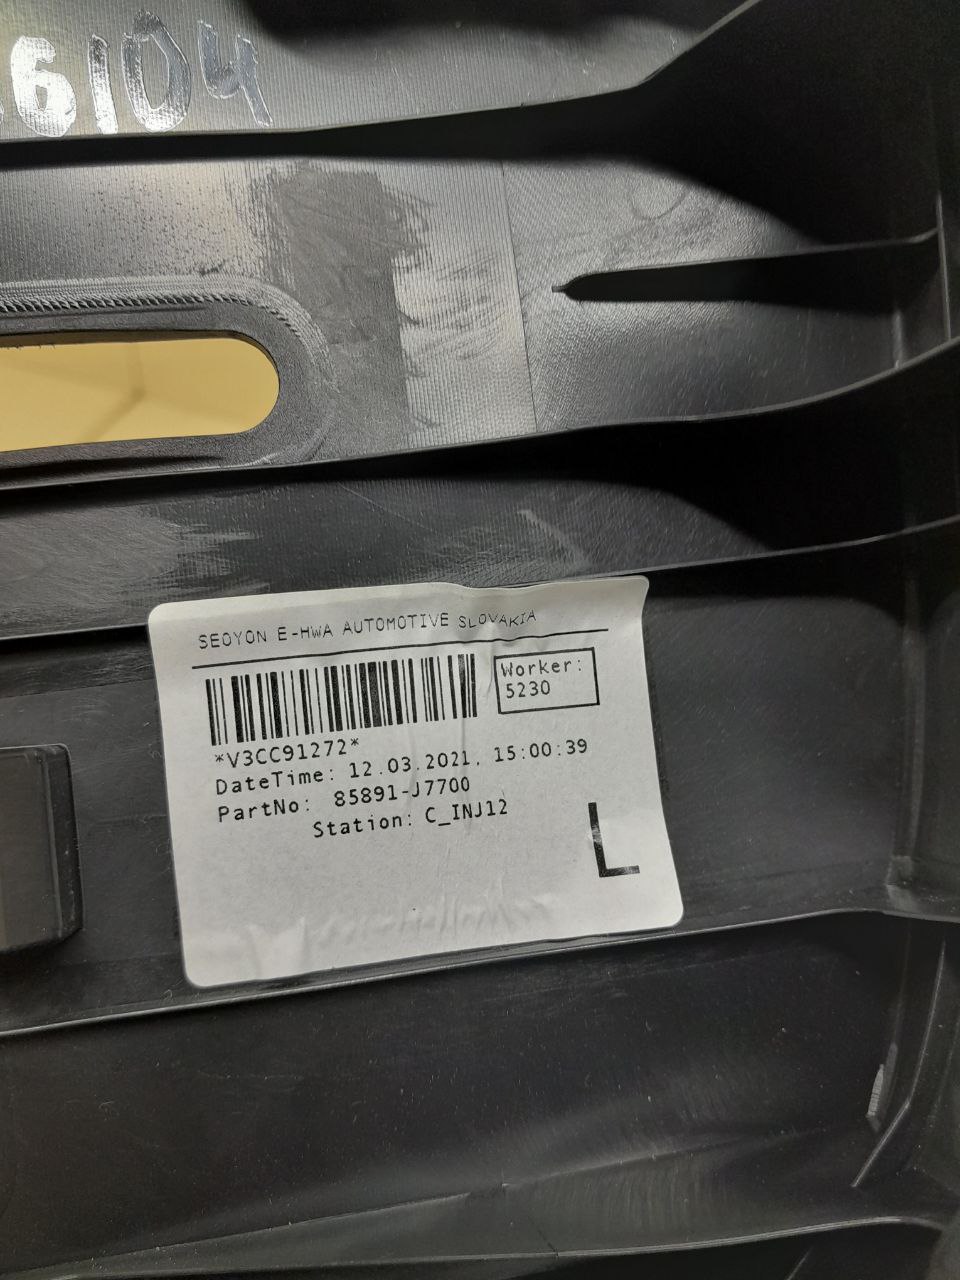 6104
SEOYON E-HWA AUTOMOTIVE SLOVAKIA
Worker:
5230
*V3CC91272*
DateTime: 12.03.2021, 15:00:39
PartNo: 85891-J7700
Station: C_INJ12
L